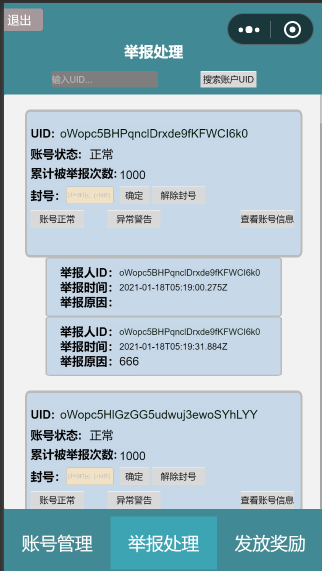 退出
举报处理
输入UID...
搜索账户UID
UID: oWopc5BHPqnclDrxde9fKFWCI6k0
账号状态: 正常
累计被举报次数: 1000
封号:
确定
解除封号
账号正常
异常警告
查看账号信息
举报人ID: oWopc5BHPqnclDrxde9fKFWCI6k0
举报时间: 2021-01-18T05:19:00.275Z
举报原因:
举报人ID: oWopc5BHPqnclDrxde9fKFWCI6k0
举报时间: 2021-01-18T05:19:31.884Z
举报原因: 666
UID: oWopc5HIGzGG5udwuj3ewoSYhLYY
账号状态: 正常
累计被举报次数: 1000
封号:
确定
解除封号
账号正常
异常警告
查看账号信息
账号管理
举报处理
发放奖励